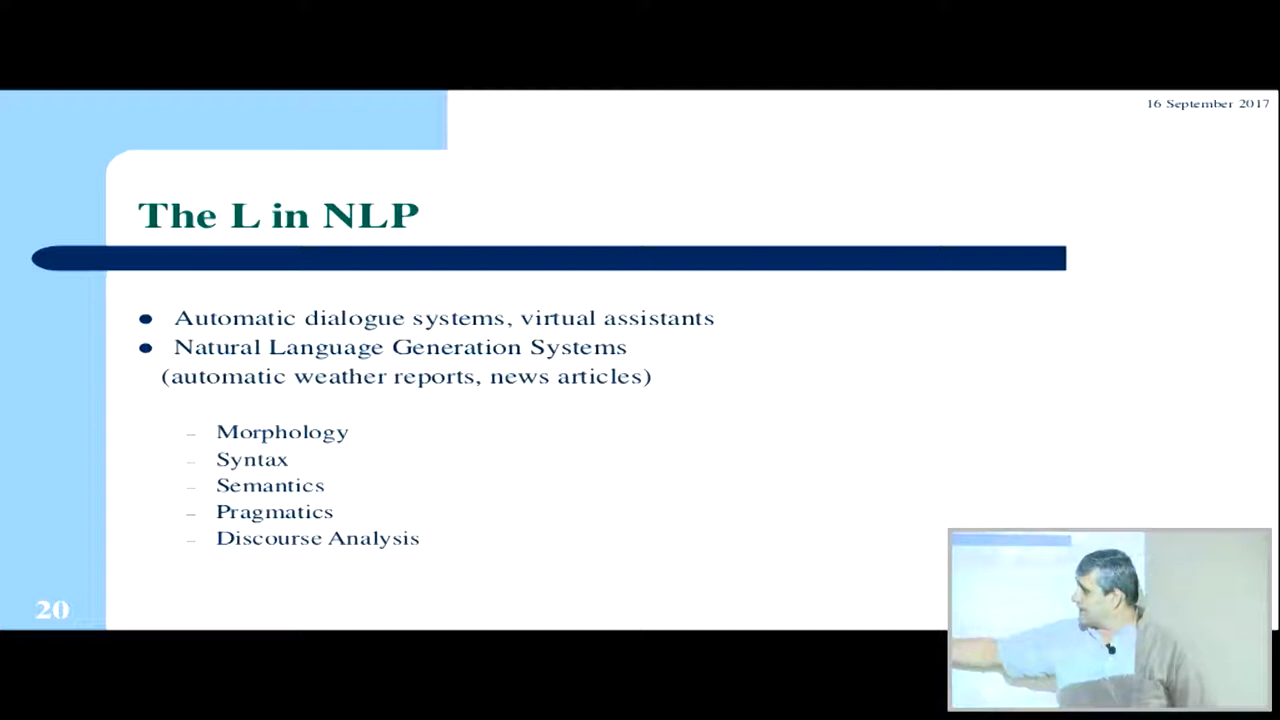 16 September 2017
The L in NLP
● Automatic dialogue systems, virtual assistants
● Natural Language Generation Systems
(automatic weather reports, news articles)
– Morphology
– Syntax
– Semantics
– Pragmatics
– Discourse Analysis
20